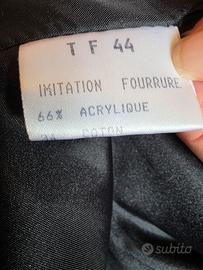 T F 44
IMITATION FOURRURE
66% ACRYLIQUE
COTON
subito